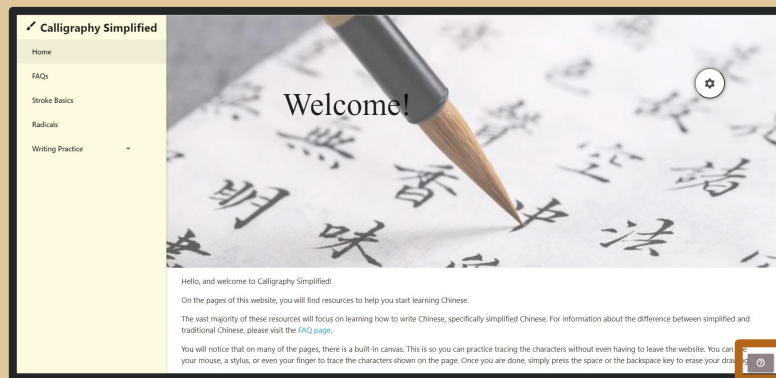 Calligraphy Simplified
Home
FAQs
Stroke Basics
Radicals
Writing Practice
Welcome!
明
味
香
空
法
Hello, and welcome to Calligraphy Simplified!
On the pages of this website, you will find resources to help you start learning Chinese.
The vast majority of these resources will focus on learning how to write Chinese, specifically simplified Chinese. For information about the difference between simplified and
traditional Chinese, please visit the FAQ page.
You will notice that on many of the pages, there is a built-in canvas. This is so you can practice tracing the characters without even having to leave the website. You can
your mouse, a stylus, or even your finger to trace the characters shown on the page. Once you are done, simply press the space or the backspace key to erase your